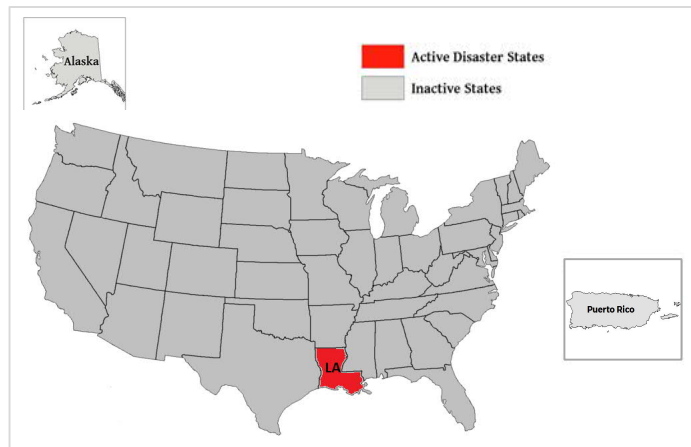 Alaska
Active Disaster States
Inactive States
Puerto Rico
LA